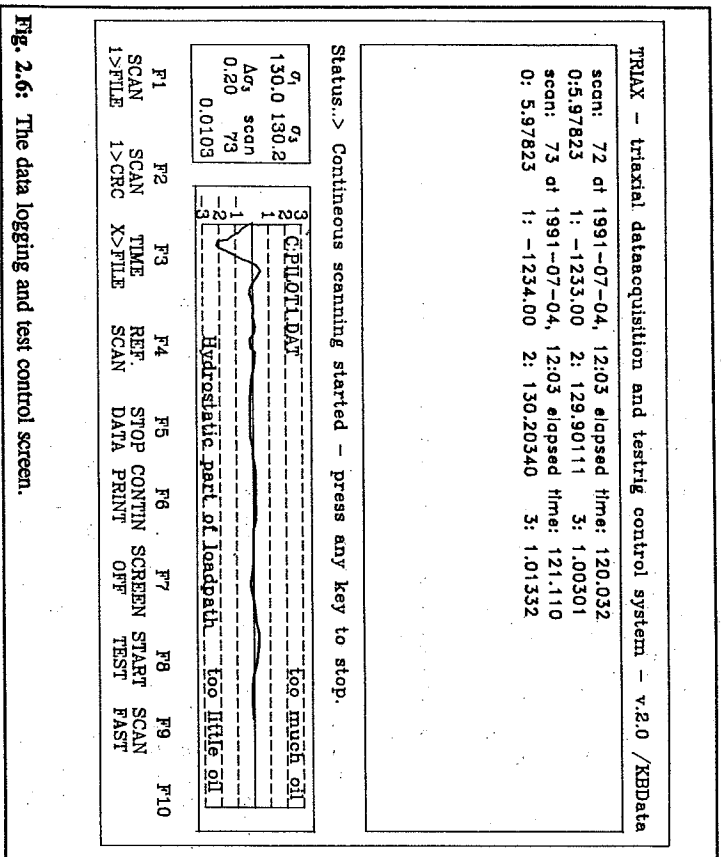 TRIAX – triaxial dataacquisition and testrig control system – v.2.0 /KBData
scan: 72 at 1991-07-04, 12:03 elapsed time: 120.032
0:5.97823 1: -1233.00 2: 129.90111 3: 1.00301
scan: 73 at 1991-07-04, 12:03 elapsed time: 121.110
0: 5.97823 1: -1234.00 2: 130.20340 3: 1.01332
Status..> Contineous scanning started – press any key to stop.
σ₁ σ₃
130.0 130.2
Δσ₃ scan
0.20 73
0.0103
3
2
1
-1
-2
-3
C:PILOT1.DAT
too much oil
Hydrostatic part of loadpath
too little oil
F1 F2 F3 F4 F5 F6 F7 F8 F9 F10
SCAN SCAN TIME REF. STOP CONTIN SCREEN START SCAN
1>FILE 1>CRC X>FILE SCAN DATA PRINT OFF TEST FAST
Fig. 2.6: The data logging and test control screen.